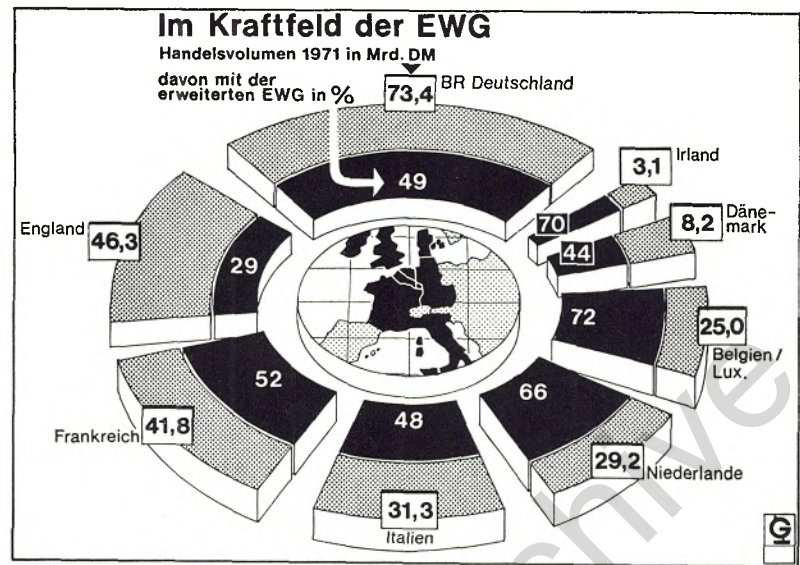 Im Kraftfeld der EWG
Handelsvolumen 1971 in Mrd. DM
davon mit der
erweiterten EWG in %
73,4
BR Deutschland
49
3,1
Irland
70
8,2
Däne-
mark
44
England
46,3
29
72
25,0
Belgien /
Lux.
52
Frankreich
41,8
48
31,3
Italien
66
29,2
Niederlande
G
chive